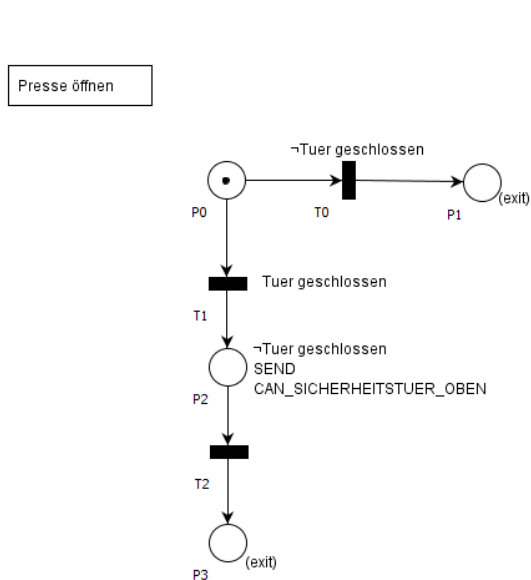 Presse öffnen
¬Tuer geschlossen
P0
T0
P1
(exit)
Tuer geschlossen
T1
¬Tuer geschlossen
SEND
CAN_SICHERHEITSTUER_OBEN
P2
T2
(exit)
P3